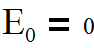 E₀ = 0